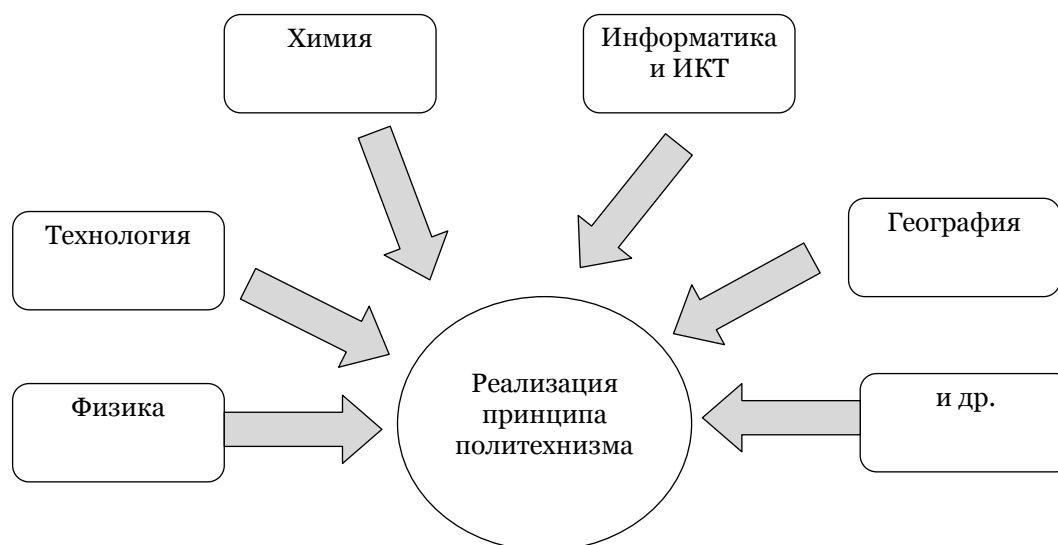 Химия
Информатика
и ИКТ
Технология
География
Физика
Реализация
принципа
политехнизма
и др.